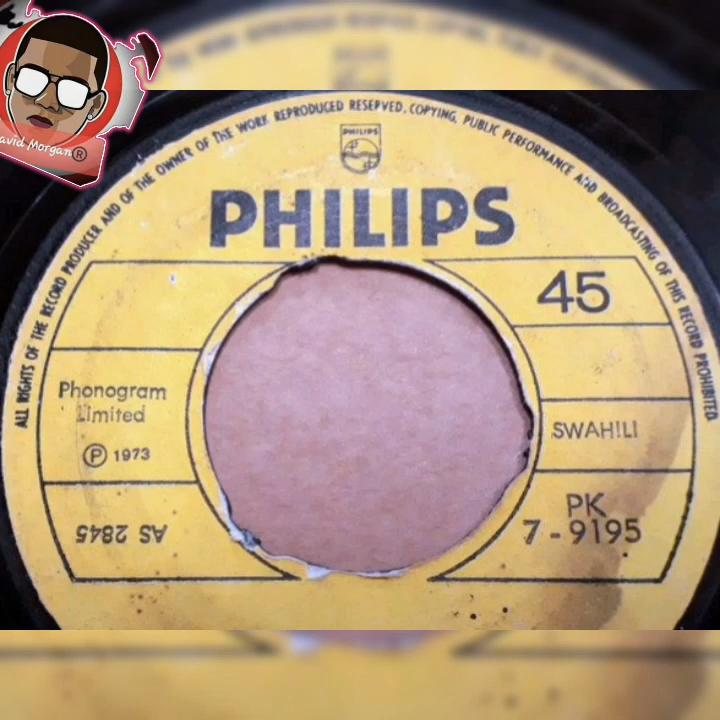 David Morgan®
ALL RIGHTS OF THE RECORD PRODUCER AND OF THE OWNER OF THE WORK REPRODUCED RESERVED. COPYING, PUBLIC PERFORMANCE AND BROADCASTING OF THIS RECORD PROHIBITED.
PHILIPS
PHILIPS
45
Phonogram
Limited
℗ 1973
SWAHILI
AS 2845
PK
7-9195